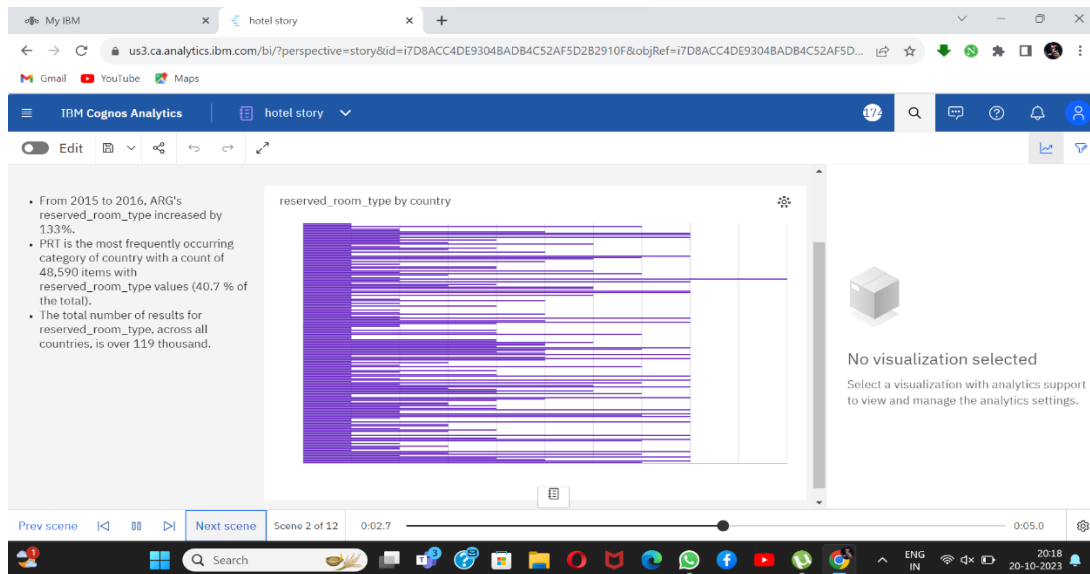 My IBM
hotel story
us3.ca.analytics.ibm.com/bi/?perspective=story&id=i7D8ACC4DE9304BADB4C52AF5D2B2910F&objRef=i7D8ACC4DE9304BADB4C52AF5D...
Gmail YouTube Maps
IBM Cognos Analytics hotel story
Edit
• From 2015 to 2016, ARG's
reserved_room_type increased by
133%.
• PRT is the most frequently occurring
category of country with a count of
48,590 items with
reserved_room_type values (40.7 % of
the total).
• The total number of results for
reserved_room_type, across all
countries, is over 119 thousand.
reserved_room_type by country
No visualization selected
Select a visualization with analytics support
to view and manage the analytics settings.
Prev scene Next scene Scene 2 of 12 0:02.7 0:05.0
1 Search 3 ENG 20:18
IN 20-10-2023